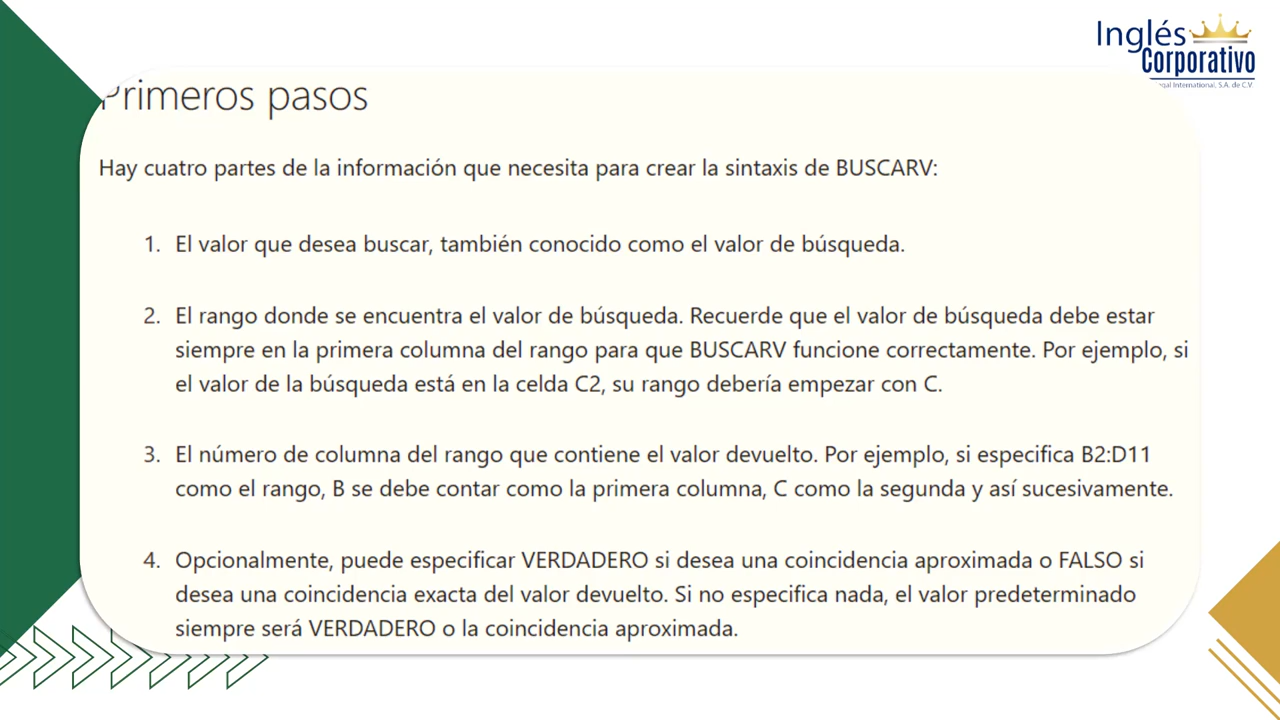 Inglés
Corporativo
International, S.A. de C.V.
Primeros pasos
Hay cuatro partes de la información que necesita para crear la sintaxis de BUSCARV:
1. El valor que desea buscar, también conocido como el valor de búsqueda.
2. El rango donde se encuentra el valor de búsqueda. Recuerde que el valor de búsqueda debe estar
siempre en la primera columna del rango para que BUSCARV funcione correctamente. Por ejemplo, si
el valor de la búsqueda está en la celda C2, su rango debería empezar con C.
3. El número de columna del rango que contiene el valor devuelto. Por ejemplo, si especifica B2:D11
como el rango, B se debe contar como la primera columna, C como la segunda y así sucesivamente.
4. Opcionalmente, puede especificar VERDADERO si desea una coincidencia aproximada o FALSO si
desea una coincidencia exacta del valor devuelto. Si no especifica nada, el valor predeterminado
siempre será VERDADERO o la coincidencia aproximada.